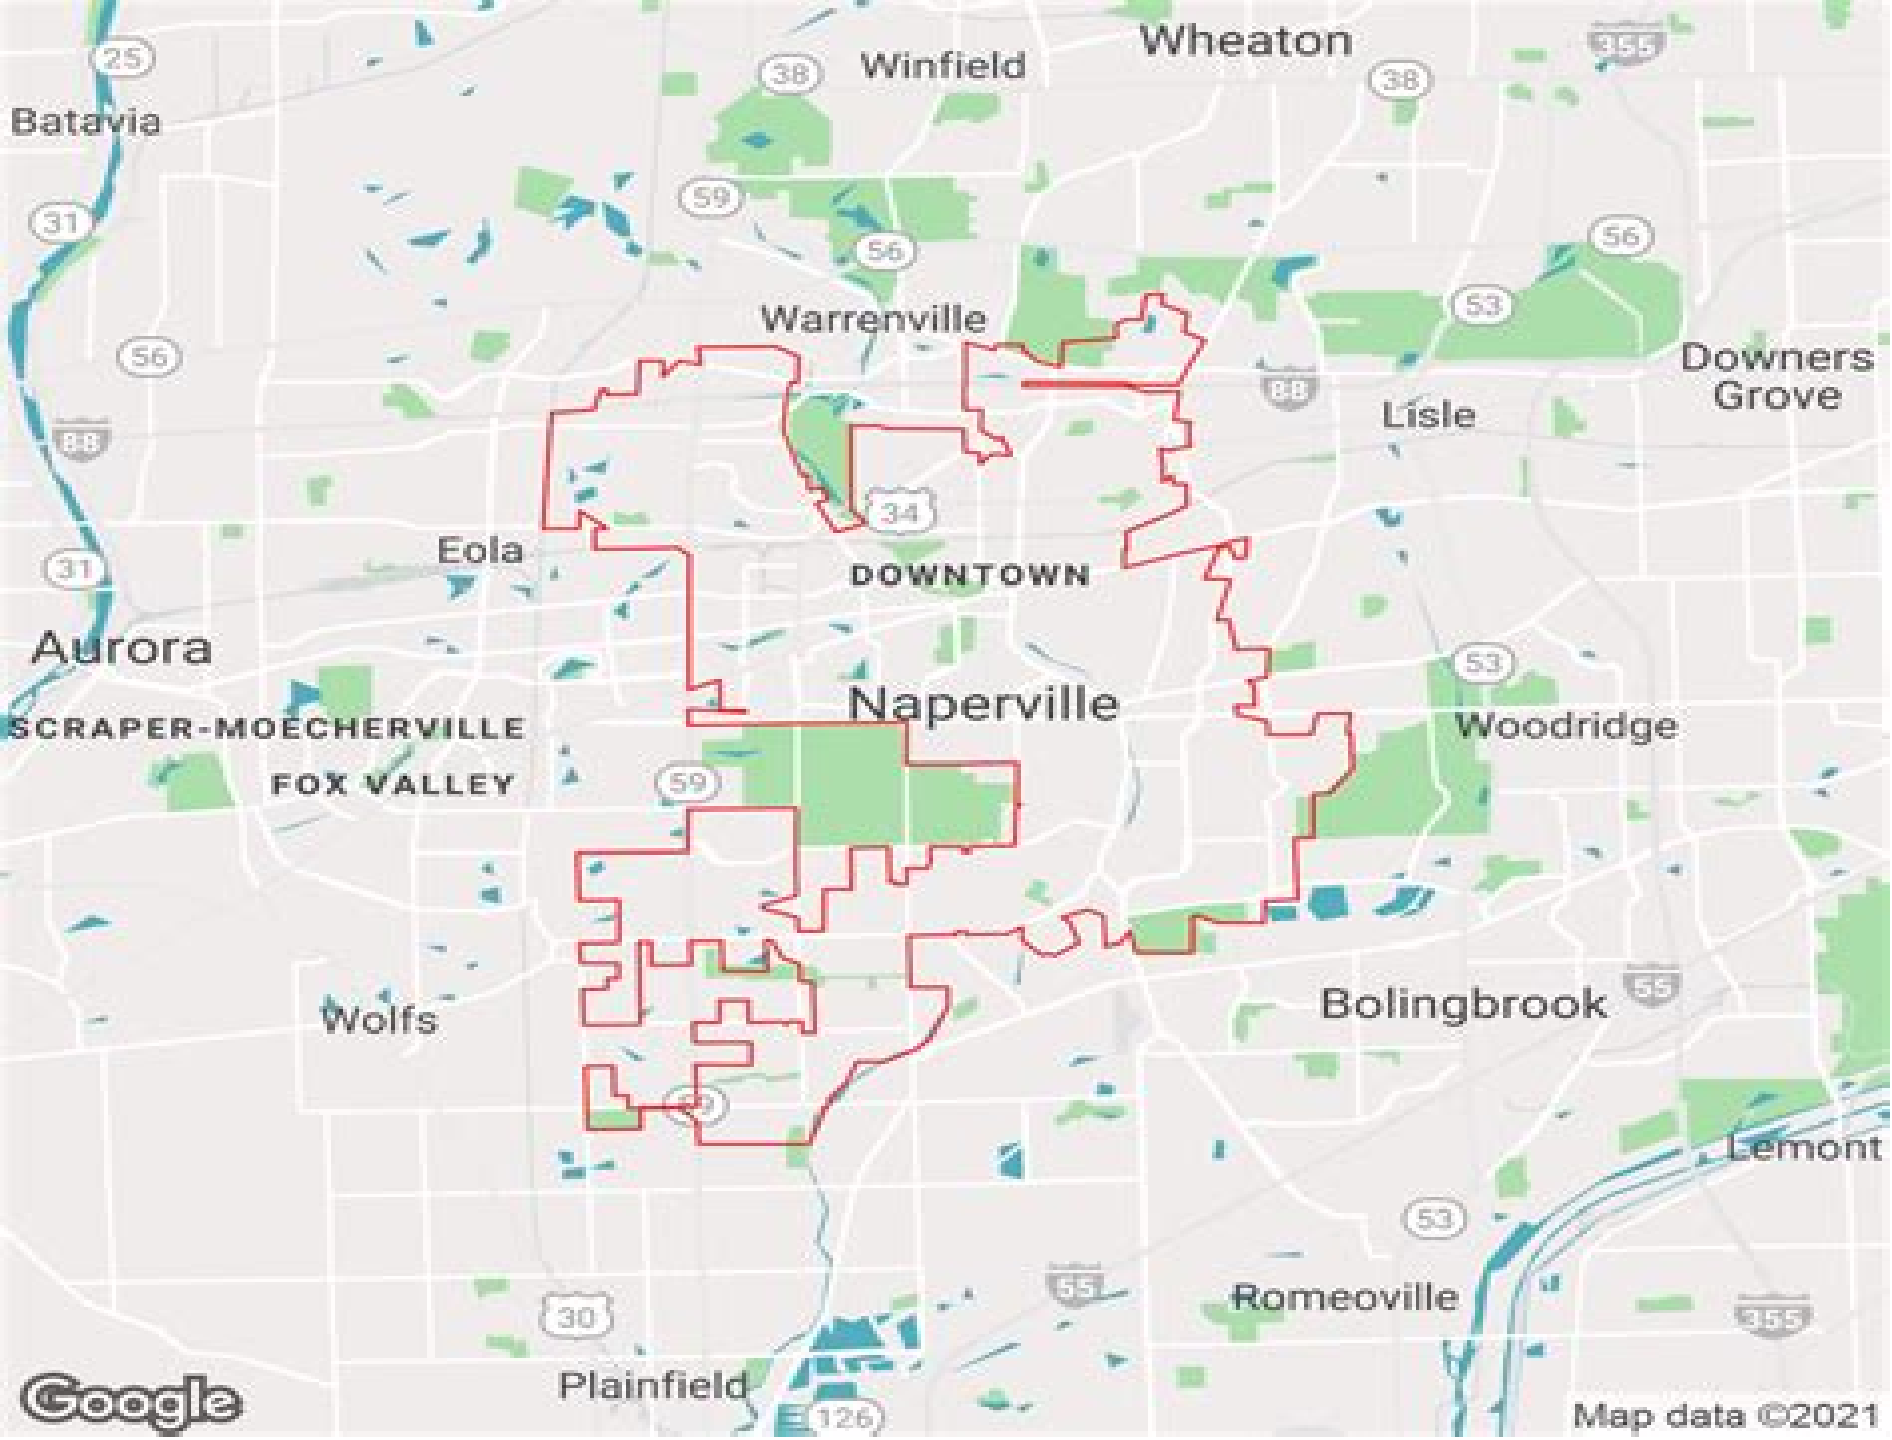 Wheaton
355
25
Winfield
38
38
Batavia
59
31
56
56
53
Warrenville
56
Downers
Grove
88
Lisle
88
34
Eola
31
DOWNTOWN
Aurora
53
Naperville
SCRAPER-MOECHERVILLE
Woodridge
FOX VALLEY
59
55
Bolingbrook
Wolfs
Lemont
53
55
Romeoville
30
355
Plainfield
Google
126
Map data ©2021